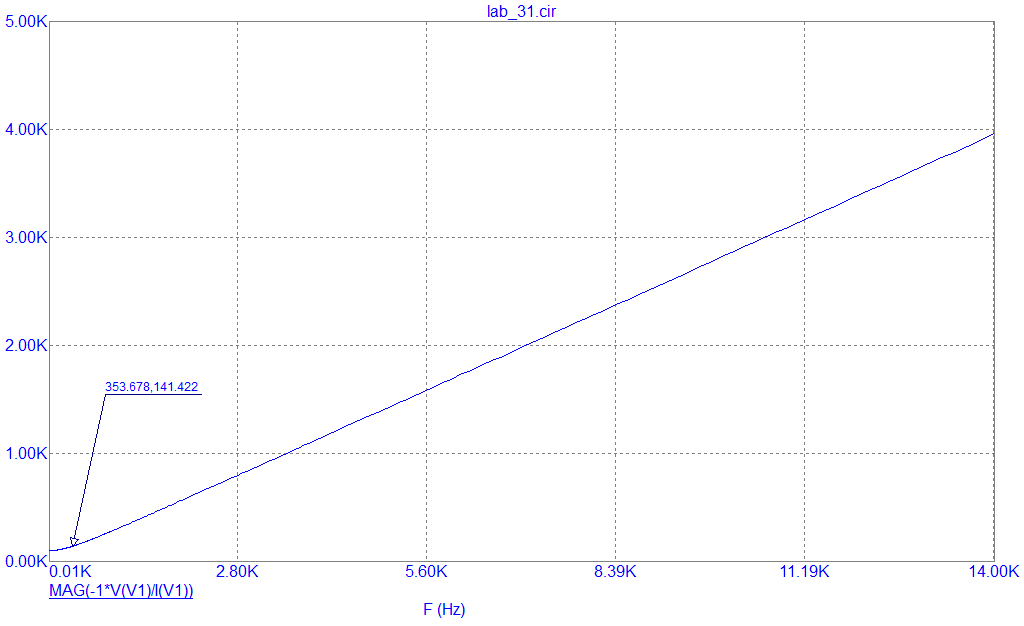 lab_31.cir
5.00K
4.00K
3.00K
2.00K
353.678,141.422
1.00K
0.00K
0.01K 2.80K 5.60K 8.39K 11.19K 14.00K
MAG(-1*V(V1)/I(V1))
F (Hz)